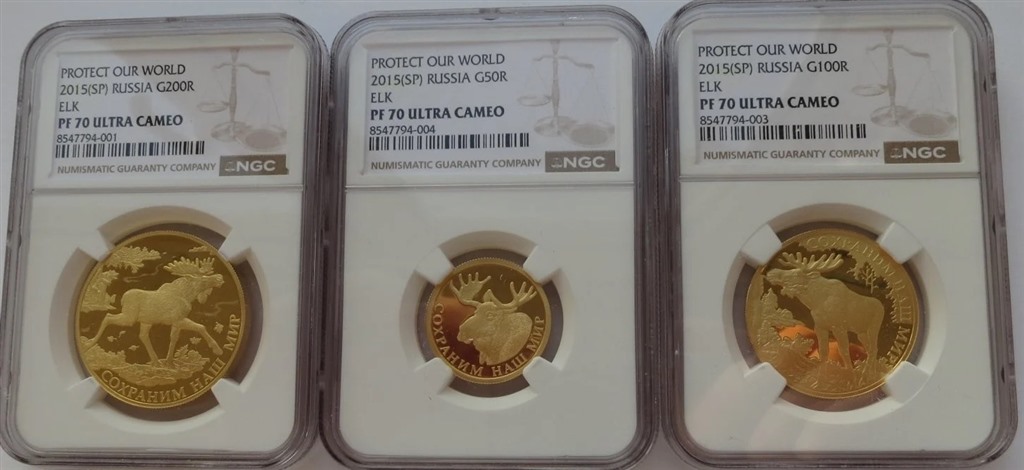 PROTECT OUR WORLD
2015(SP) RUSSIA G200R
ELK
PF 70 ULTRA CAMEO
8547794-001
NUMISMATIC GUARANTY COMPANY NGC
СОХРАНИМ НАШ МИР
PROTECT OUR WORLD
2015(SP) RUSSIA G50R
ELK
PF 70 ULTRA CAMEO
8547794-004
NUMISMATIC GUARANTY COMPANY NGC
СОХРАНИМ НАШ МИР
PROTECT OUR WORLD
2015(SP) RUSSIA G100R
ELK
PF 70 ULTRA CAMEO
8547794-003
NUMISMATIC GUARANTY COMPANY NGC
СОХРАНИМ НАШ МИР